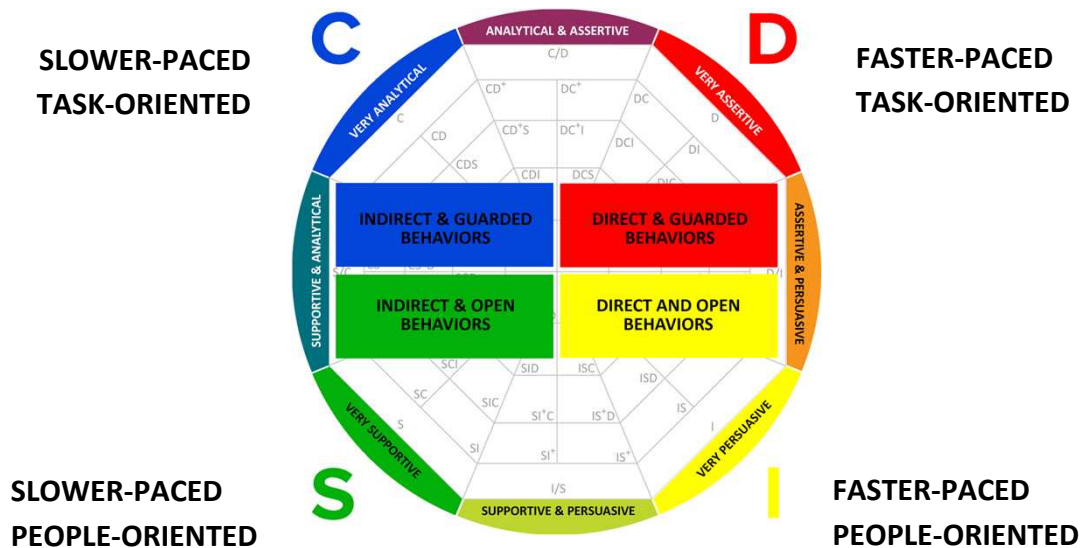 C
D
SLOWER-PACED
TASK-ORIENTED
FASTER-PACED
TASK-ORIENTED
ANALYTICAL & ASSERTIVE
VERY ANALYTICAL
VERY ASSERTIVE
C/D
CD⁺
DC⁺
DC
C
D
CD
CD⁺S
DC⁺I
DCI
DI
CDS
CDI
DCS
INDIRECT & GUARDED
BEHAVIORS
DIRECT & GUARDED
BEHAVIORS
SUPPORTIVE & ANALYTICAL
ASSERTIVE & PERSUASIVE
S/C
D/I
INDIRECT & OPEN
BEHAVIORS
DIRECT AND OPEN
BEHAVIORS
SCI
SID
ISC
ISD
SC
SIC
IS
S
SI⁺C
IS⁺D
I
SI
SI⁺
IS⁺
VERY SUPPORTIVE
VERY PERSUASIVE
I/S
SUPPORTIVE & PERSUASIVE
S
I
SLOWER-PACED
PEOPLE-ORIENTED
FASTER-PACED
PEOPLE-ORIENTED